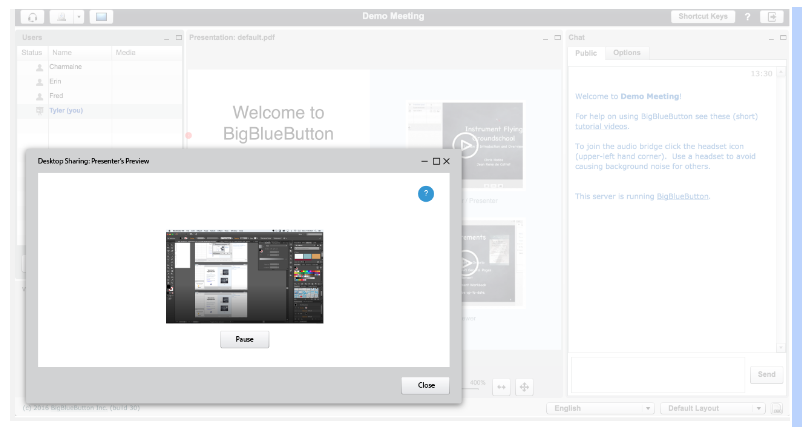 Demo Meeting
Shortcut Keys ?
Users
Status Name Media
Charmaine
Erin
Fred
Tyler (you)
Presentation: default.pdf
Welcome to
BigBlueButton
Instrument Flying
Presenter
Desktop Sharing: Presenter's Preview
?
Pause
Close
Chat
Public Options
13:30
Welcome to Demo Meeting!
For help on using BigBlueButton see these (short)
tutorial videos.
To join the audio bridge click the headset icon
(upper-left hand corner). Use a headset to avoid
causing background noise for others.
This server is running BigBlueButton.
Send
(c) 2016 BigBlueButton Inc. (build 30)
English
Default Layout